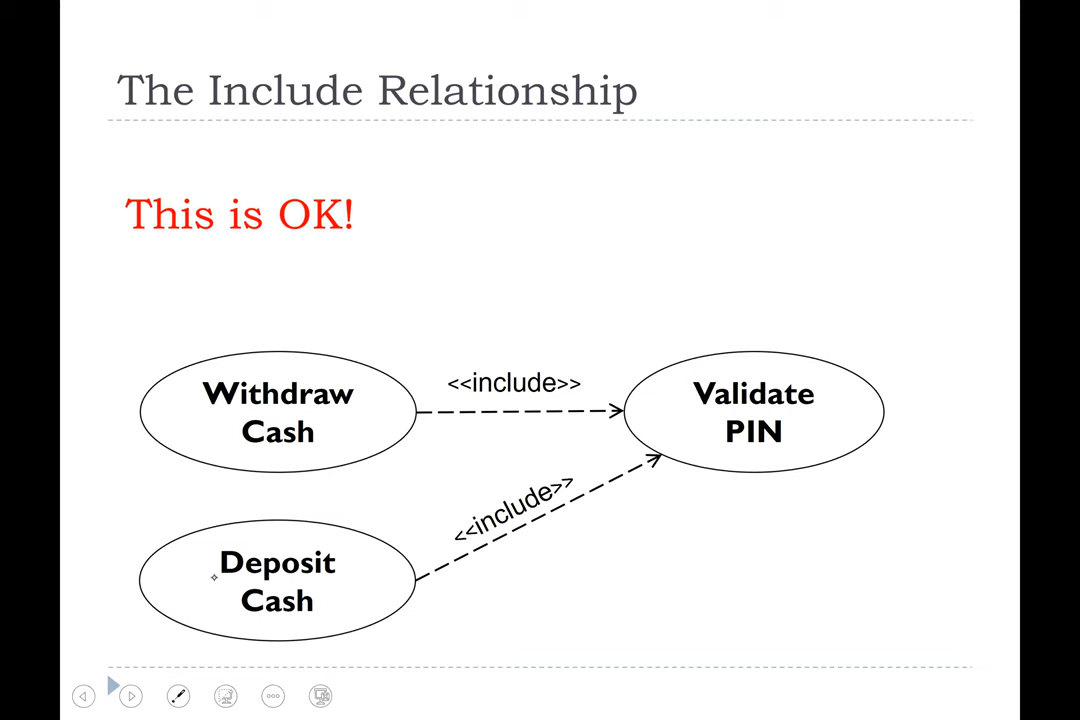 The Include Relationship
This is OK!
Withdraw
Cash
<<include>>
Validate
PIN
<<include>>
Deposit
Cash